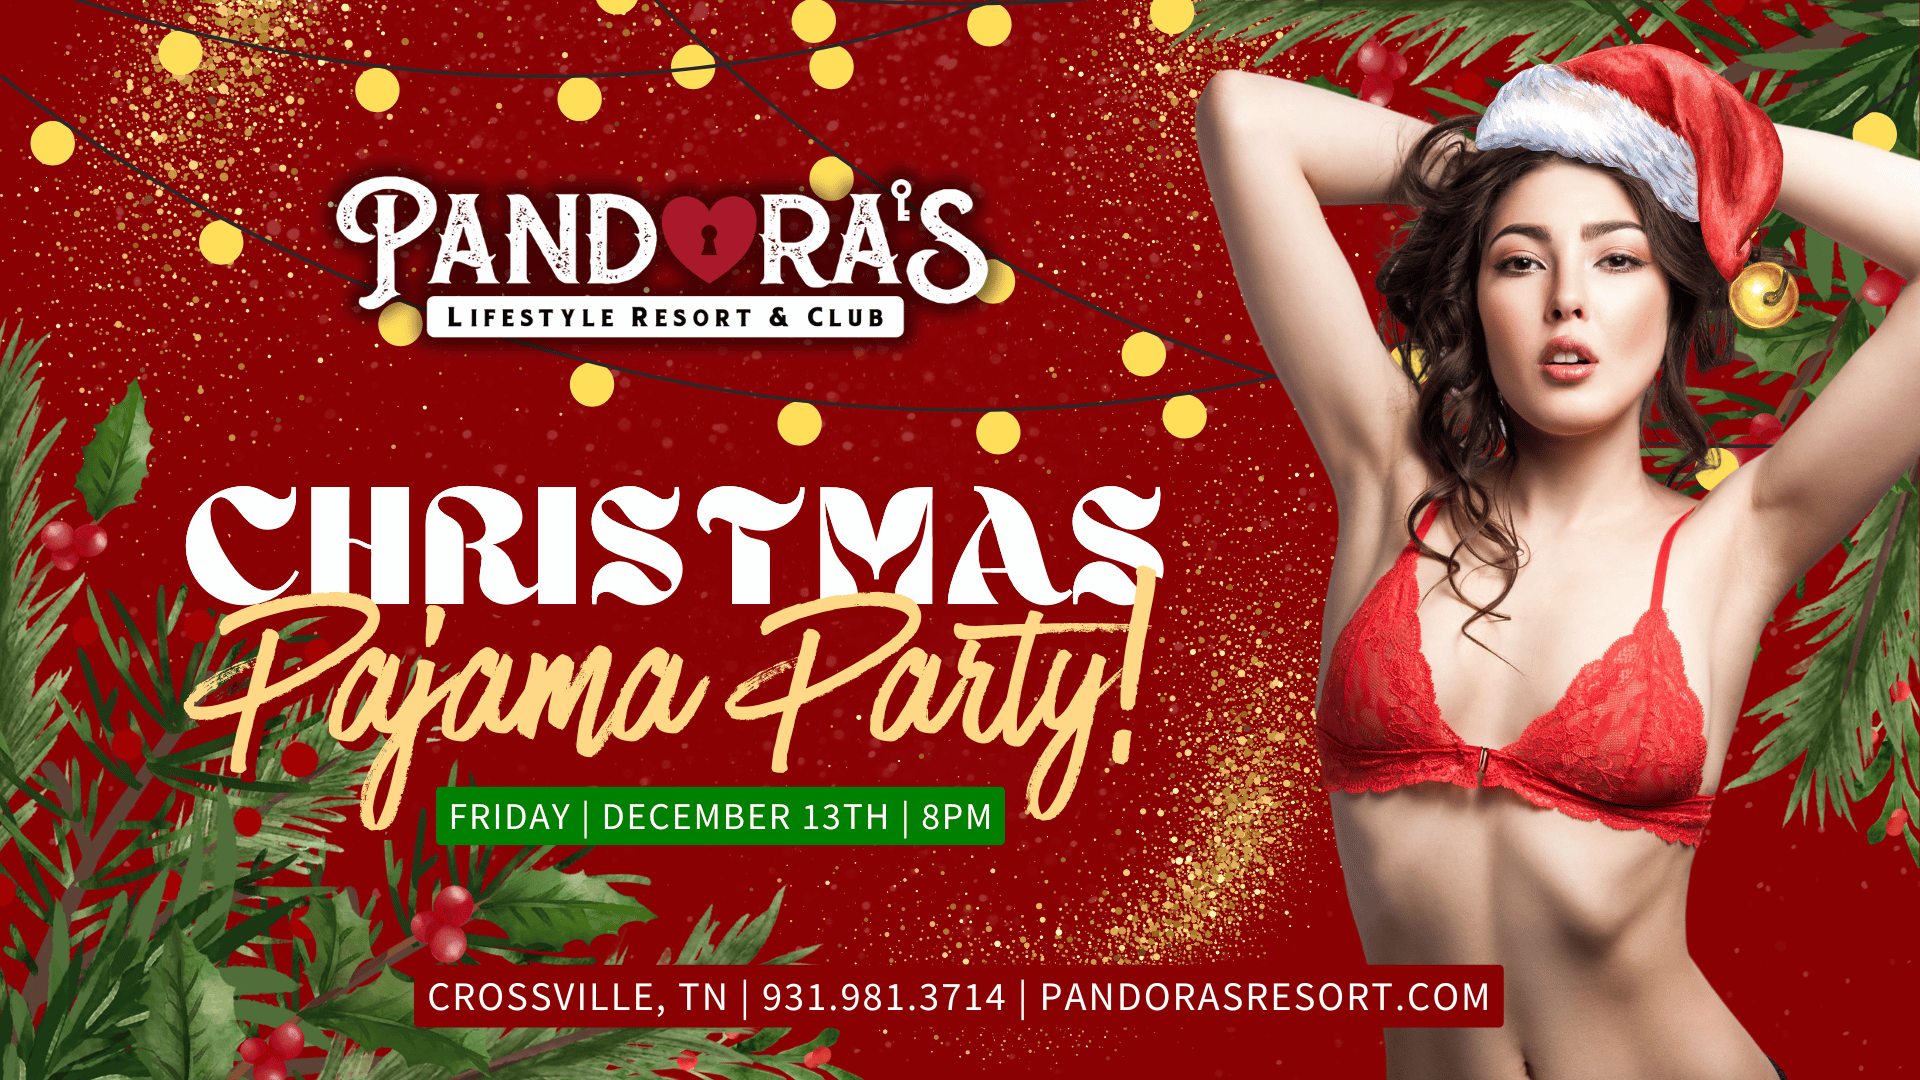 PANDORA'S
LIFESTYLE RESORT & CLUB
CHRISTMAS
Pajama Party!
FRIDAY | DECEMBER 13TH | 8PM
CROSSVILLE, TN | 931.981.3714 | PANDORASRESORT.COM